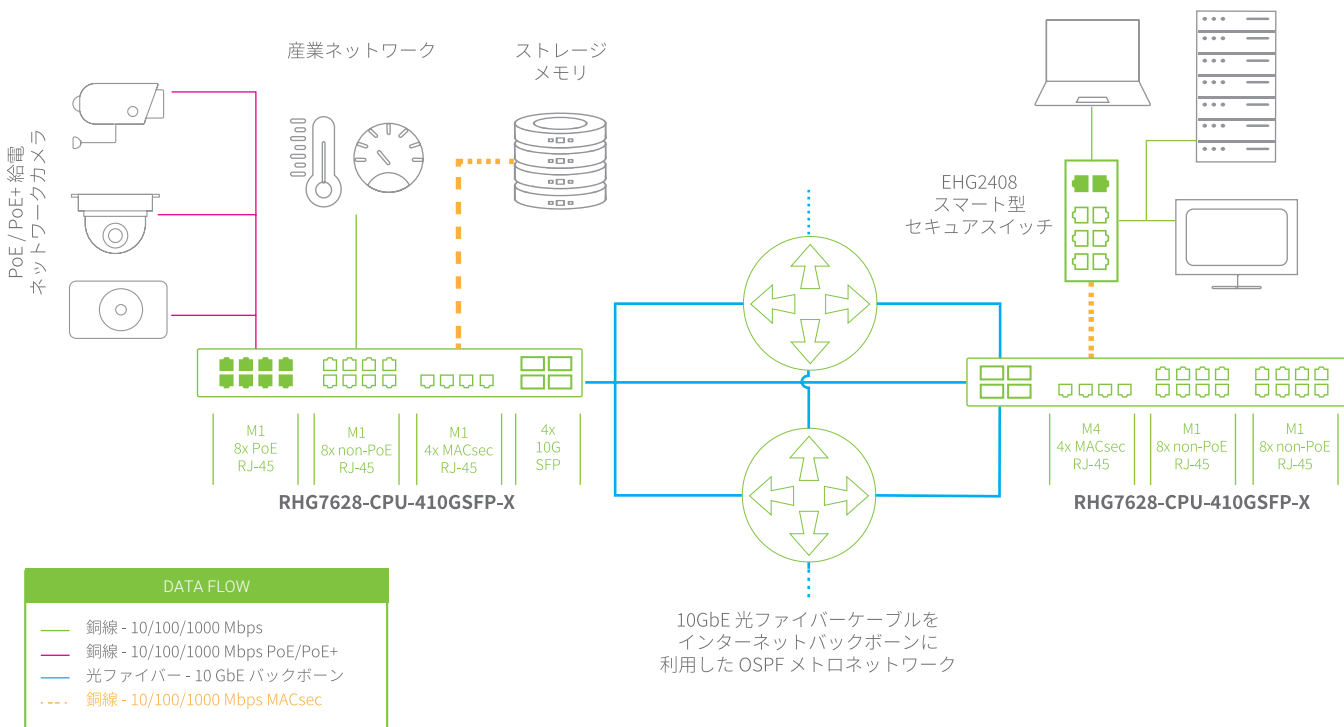 PoE / PoE+ 給電
ネットワークカメラ
産業ネットワーク
ストレージ
メモリ
EHG2408
スマート型
セキュアスイッチ
M1
8x PoE
RJ-45
M1
8x non-PoE
RJ-45
M1
4x MACsec
RJ-45
4x
10G
SFP
RHG7628-CPU-410GSFP-X
M4
4x MACsec
RJ-45
M1
8x non-PoE
RJ-45
M1
8x non-PoE
RJ-45
RHG7628-CPU-410GSFP-X
10GbE 光ファイバーケーブルを
インターネットバックボーンに
利用した OSPF メトロネットワーク
DATA FLOW
銅線 - 10/100/1000 Mbps
銅線 - 10/100/1000 Mbps PoE/PoE+
光ファイバー - 10 GbE バックボーン
銅線 - 10/100/1000 Mbps MACsec